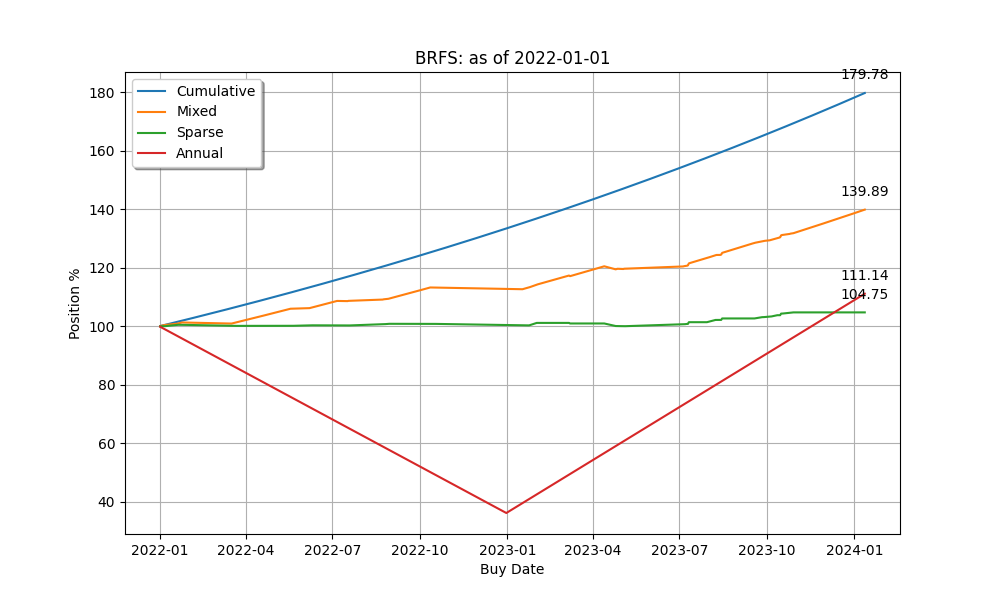 BRFS: as of 2022-01-01
179.78
180
Cumulative
Mixed
Sparse
Annual
160
139.89
140
120
111.14
104.75
100
80
60
40
Position %
2022-01 2022-04 2022-07 2022-10 2023-01 2023-04 2023-07 2023-10 2024-01
Buy Date